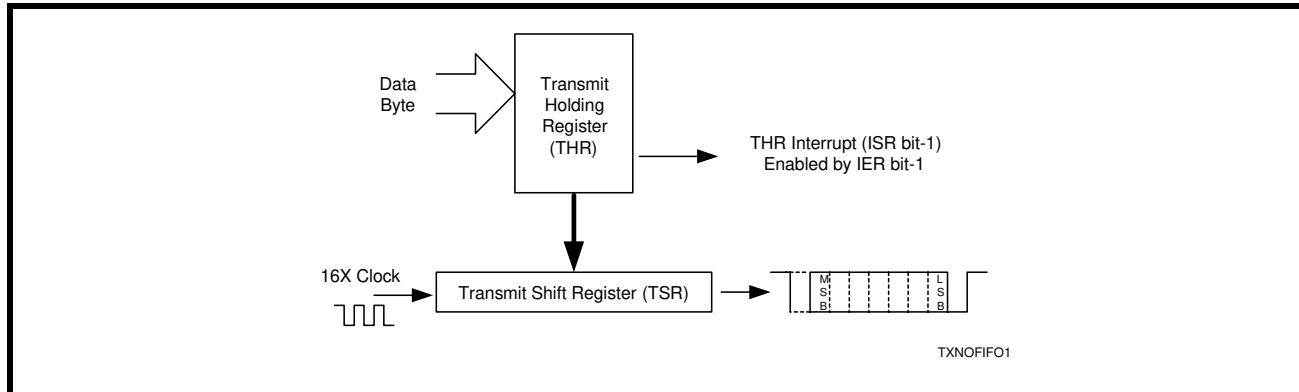 Data
Byte
Transmit
Holding
Register
(THR)
THR Interrupt (ISR bit-1)
Enabled by IER bit-1
16X Clock
Transmit Shift Register (TSR)
M
S
B
L
S
B
TXNOFIFO1